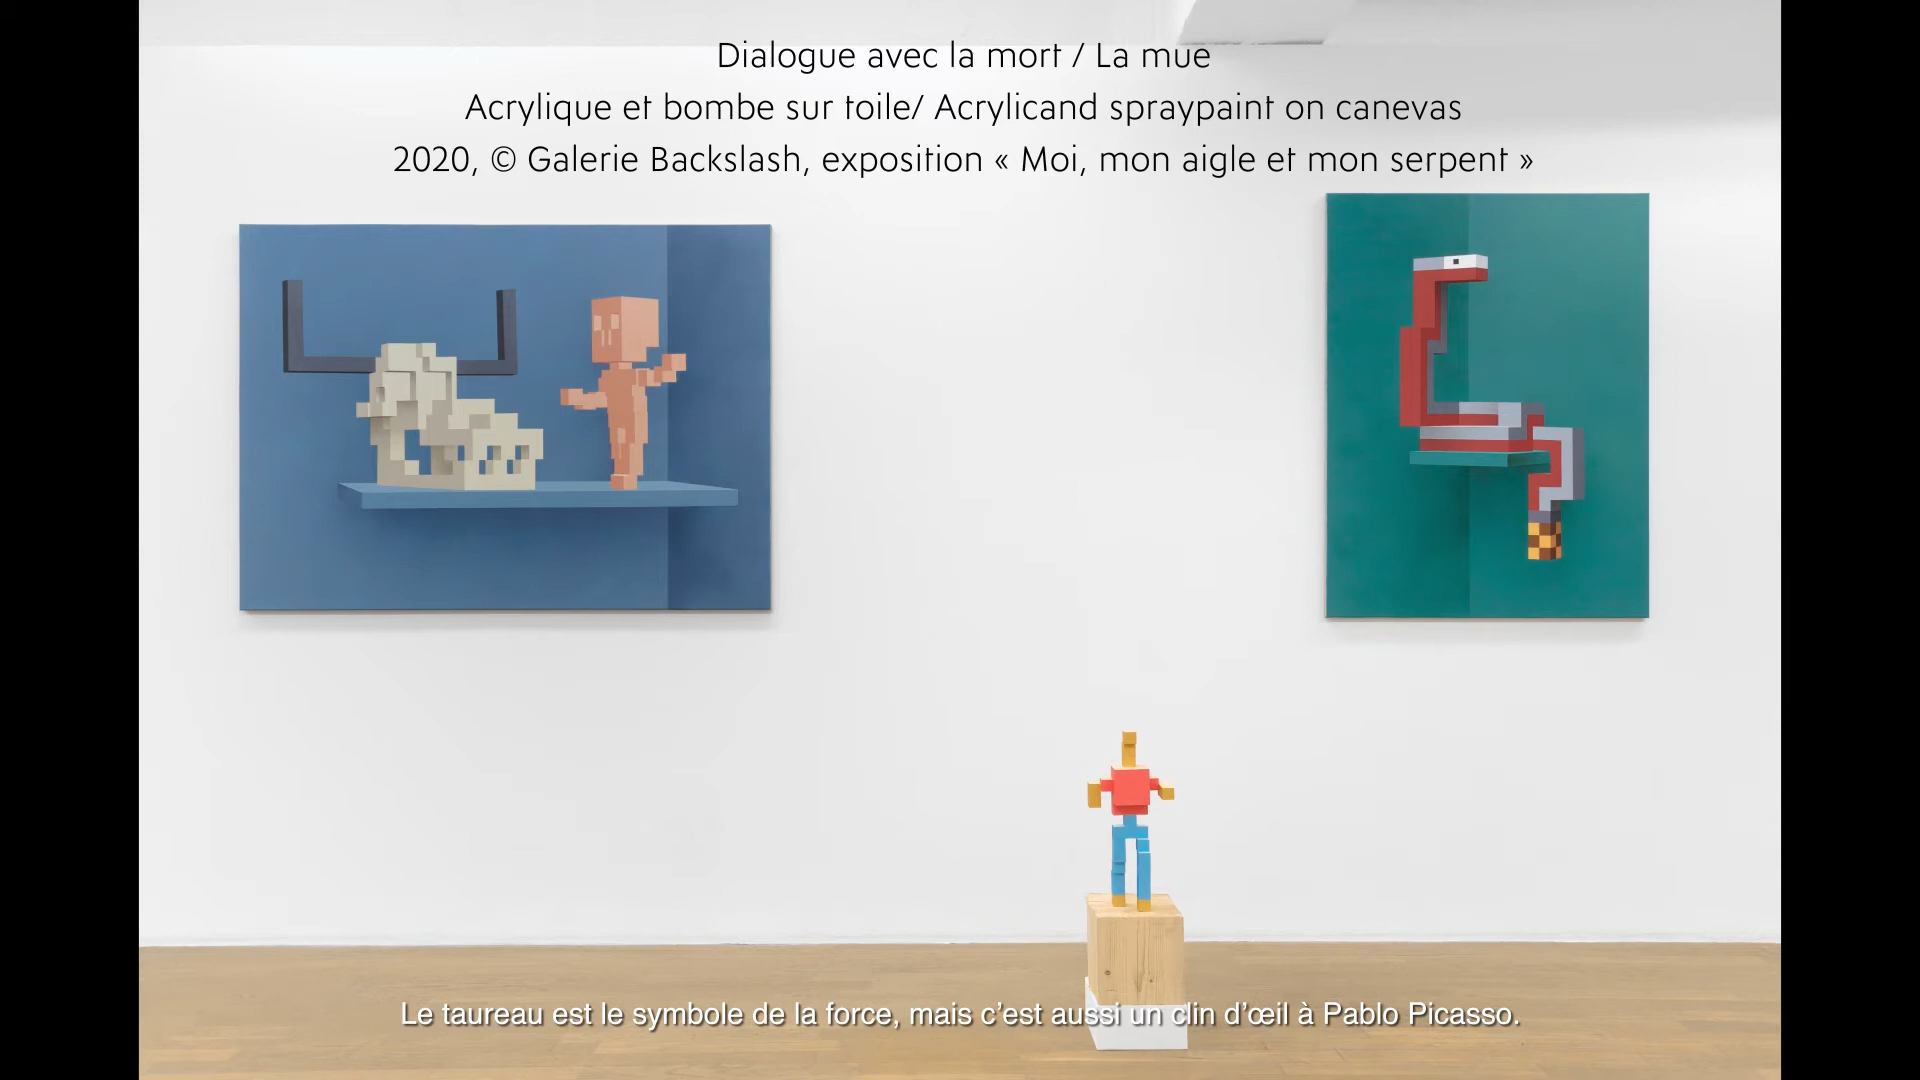 Dialogue avec la mort / La mue
Acrylique et bombe sur toile/ Acrylicand spraypaint on canevas
2020, © Galerie Backslash, exposition « Moi, mon aigle et mon serpent »
Le taureau est le symbole de la force, mais c’est aussi un clin d’œil à Pablo Picasso.